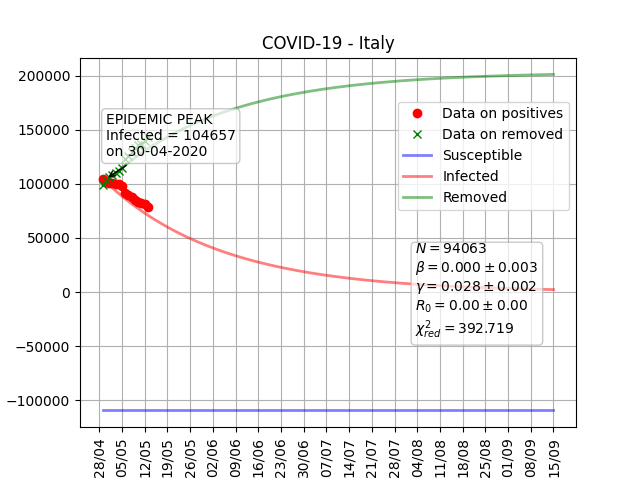 COVID-19 - Italy
200000
150000
100000
50000
0
−50000
−100000
EPIDEMIC PEAK
Infected = 104657
on 30-04-2020
Data on positives
Data on removed
Susceptible
Infected
Removed
N = 94063
β = 0.000 ± 0.003
γ = 0.028 ± 0.002
R₀ = 0.00 ± 0.00
χ²red = 392.719
28/04
05/05
12/05
19/05
26/05
02/06
09/06
16/06
23/06
30/06
07/07
14/07
21/07
28/07
04/08
11/08
18/08
25/08
01/09
08/09
15/09